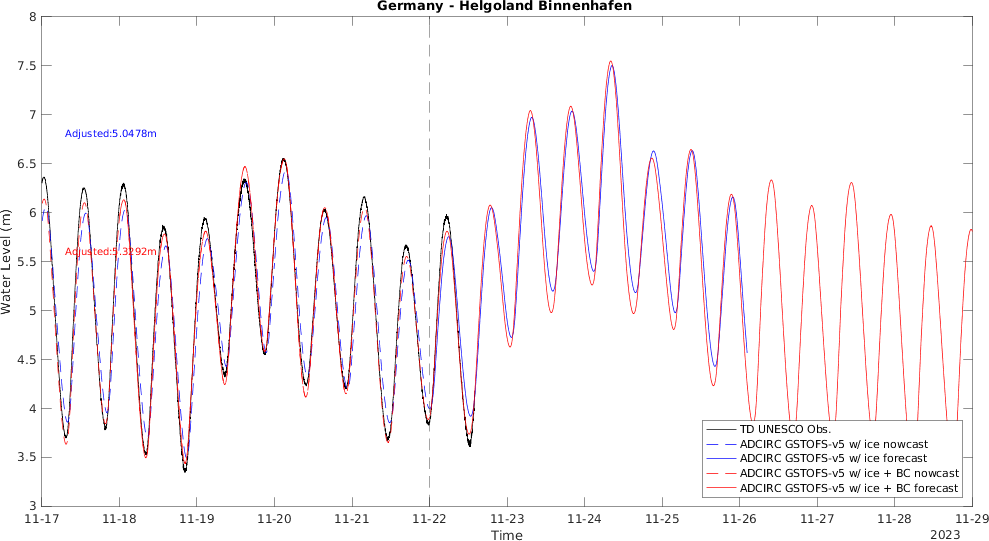 Germany - Helgoland Binnenhafen
8
7.5
7
6.5
6
5.5
5
4.5
4
3.5
3
Water Level (m)
Adjusted:5.0478m
Adjusted:5.3292m
TD UNESCO Obs.
ADCIRC GSTOFS-v5 w/ ice nowcast
ADCIRC GSTOFS-v5 w/ ice forecast
ADCIRC GSTOFS-v5 w/ ice + BC nowcast
ADCIRC GSTOFS-v5 w/ ice + BC forecast
11-17 11-18 11-19 11-20 11-21 11-22 11-23 11-24 11-25 11-26 11-27 11-28 11-29
Time
2023